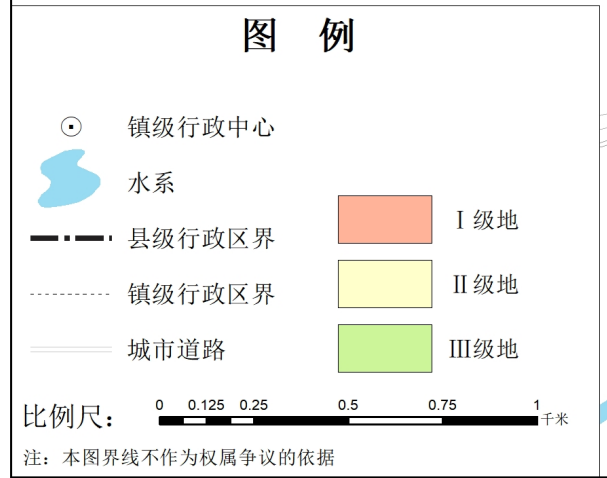 图 例
镇级行政中心
水系
县级行政区界
镇级行政区界
城市道路
Ⅰ级地
Ⅱ级地
Ⅲ级地
比例尺： 0 0.125 0.25 0.5 0.75 1 千米
注：本图界线不作为权属争议的依据